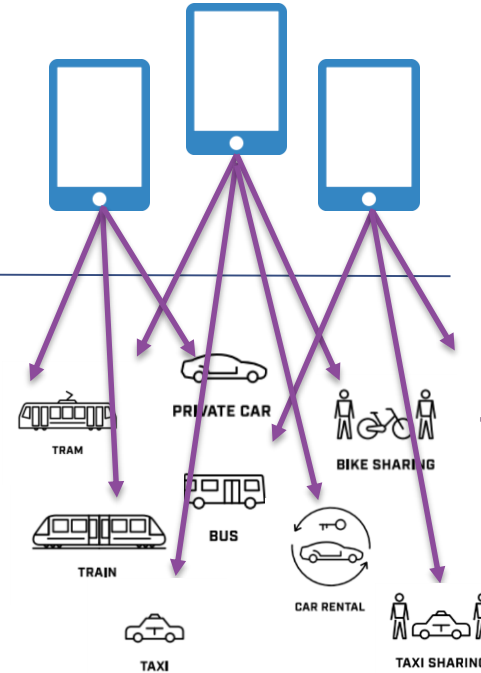 PRIVATE CAR
TRAM
BIKE SHARING
BUS
TRAIN
CAR RENTAL
TAXI
TAXI SHARING